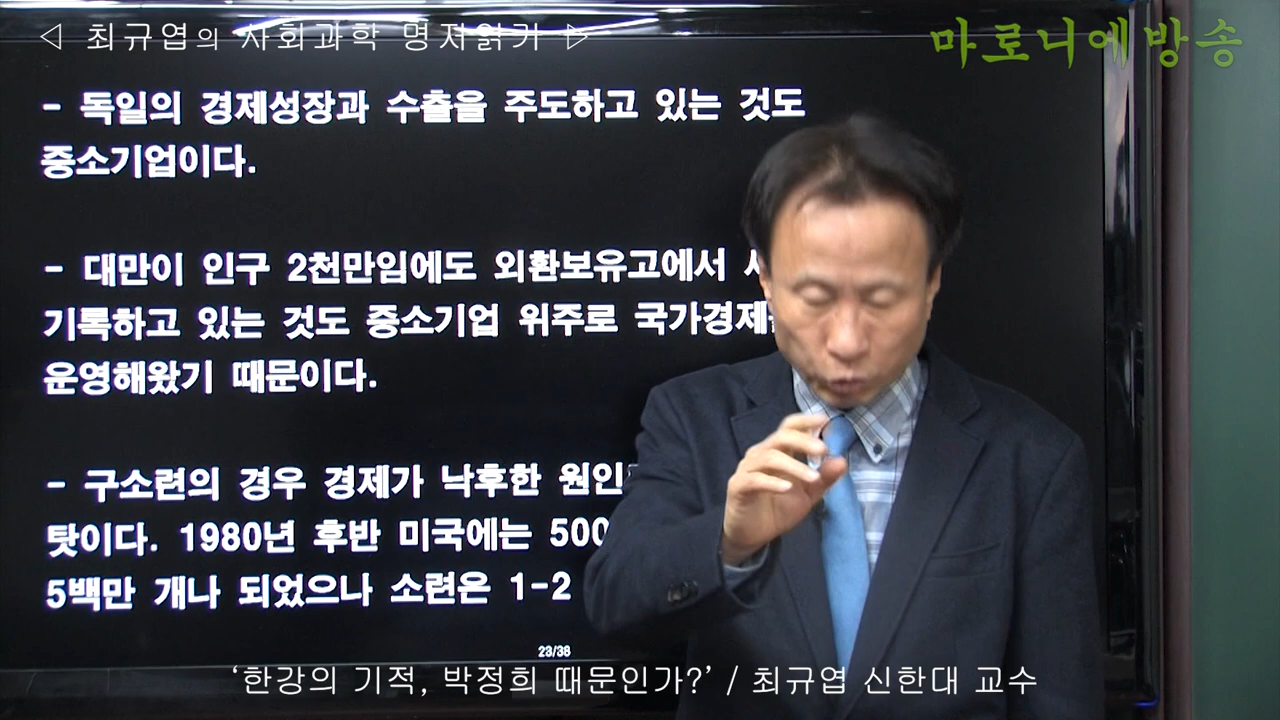 ◁ 최규엽의 사회과학 명저읽기 ▷
마로니에방송
- 독일의 경제성장과 수출을 주도하고 있는 것도
중소기업이다.
- 대만이 인구 2천만임에도 외환보유고에서
기록하고 있는 것도 중소기업 위주로 국가경제를
운영해왔기 때문이다.
- 구소련의 경우 경제가 낙후한 원인
탓이다. 1980년 후반 미국에는 500
5백만 개나 되었으나 소련은 1-2
23/38
‘한강의 기적, 박정희 때문인가?’ / 최규엽 신한대 교수